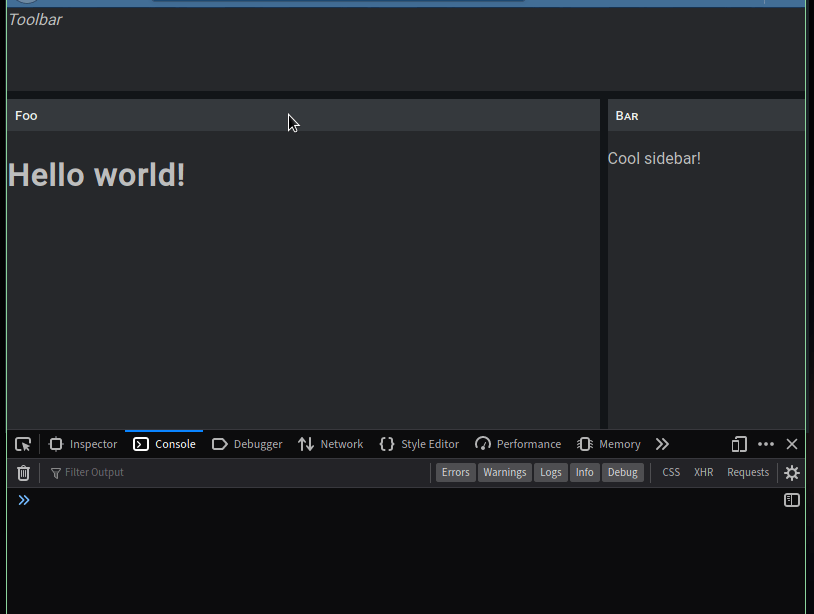 Toolbar
Foo
Bar
Hello world!
Cool sidebar!
Inspector Console Debugger Network Style Editor Performance Memory
Filter Output Errors Warnings Logs Info Debug CSS XHR Requests